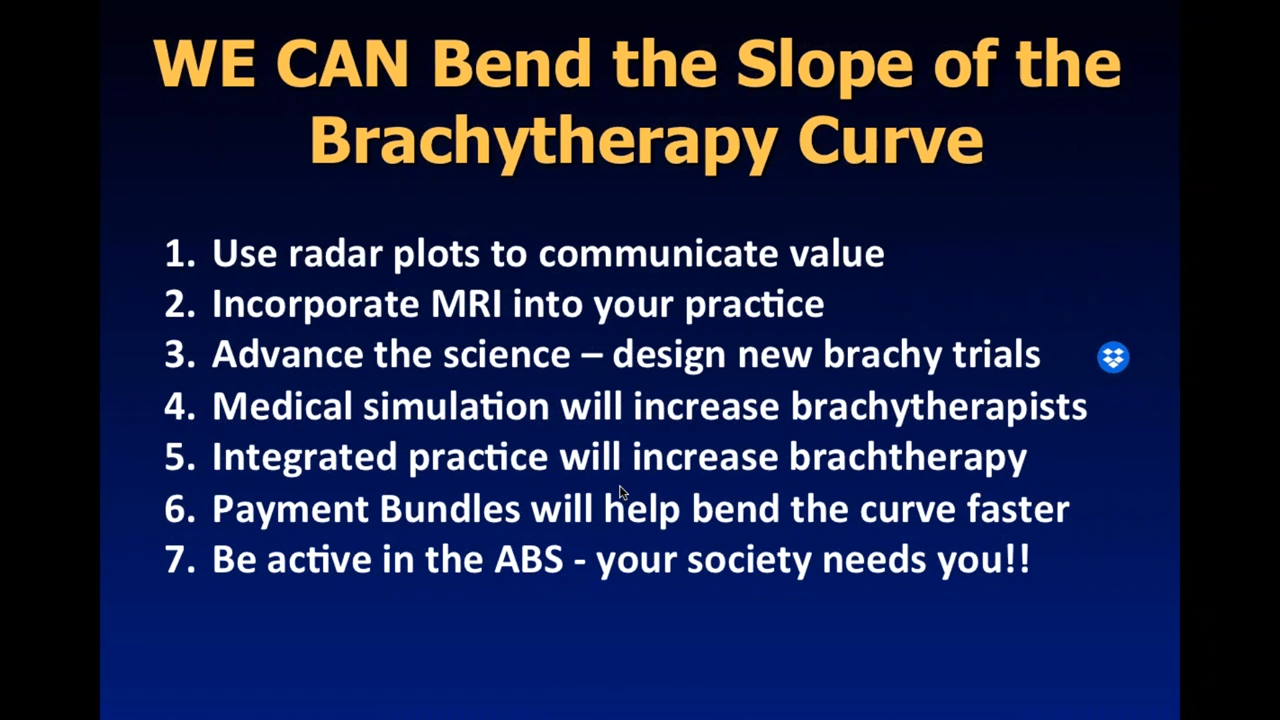 WE CAN Bend the Slope of the
Brachytherapy Curve
1. Use radar plots to communicate value
2. Incorporate MRI into your practice
3. Advance the science – design new brachy trials
4. Medical simulation will increase brachytherapists
5. Integrated practice will increase brachtherapy
6. Payment Bundles will help bend the curve faster
7. Be active in the ABS - your society needs you!!